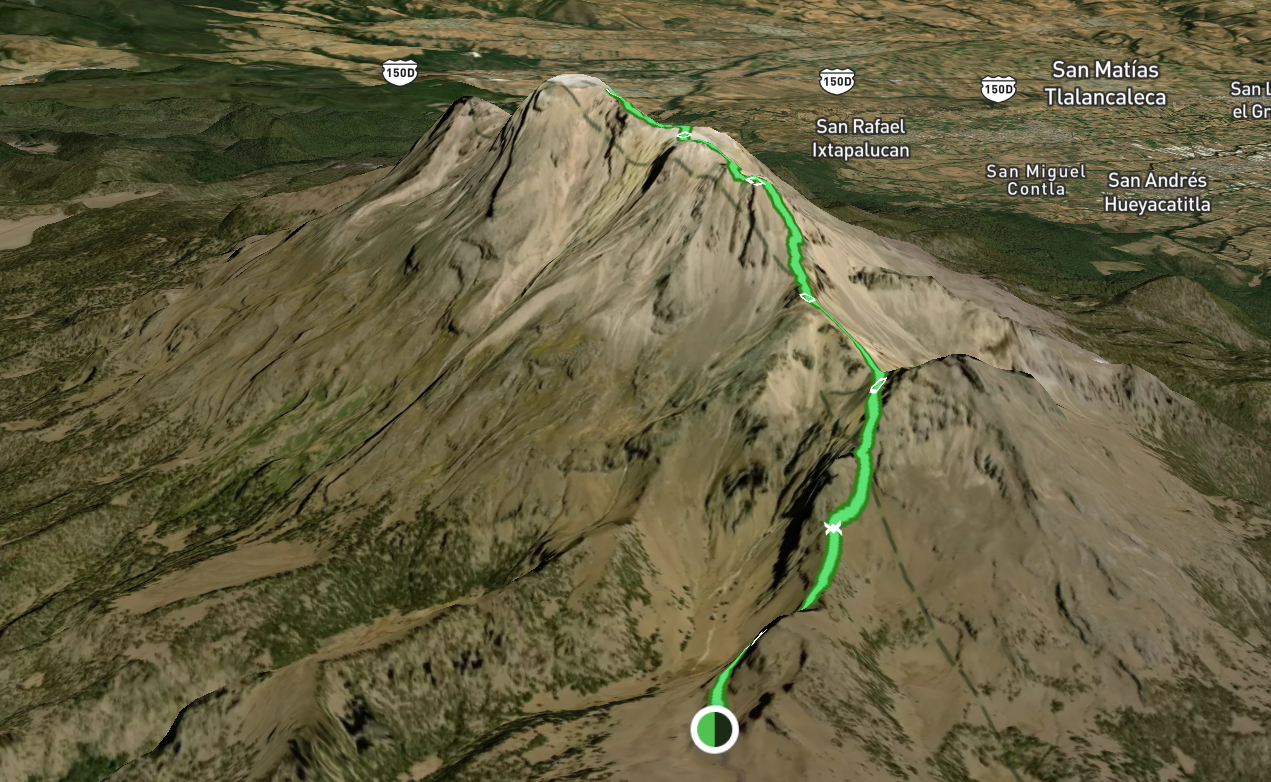 150D
150D
150D
San Matías
Tlalancaleca
San L
el Gr
San Rafael
Ixtapalucan
San Miguel
Contla
San Andrés
Hueyacatitla